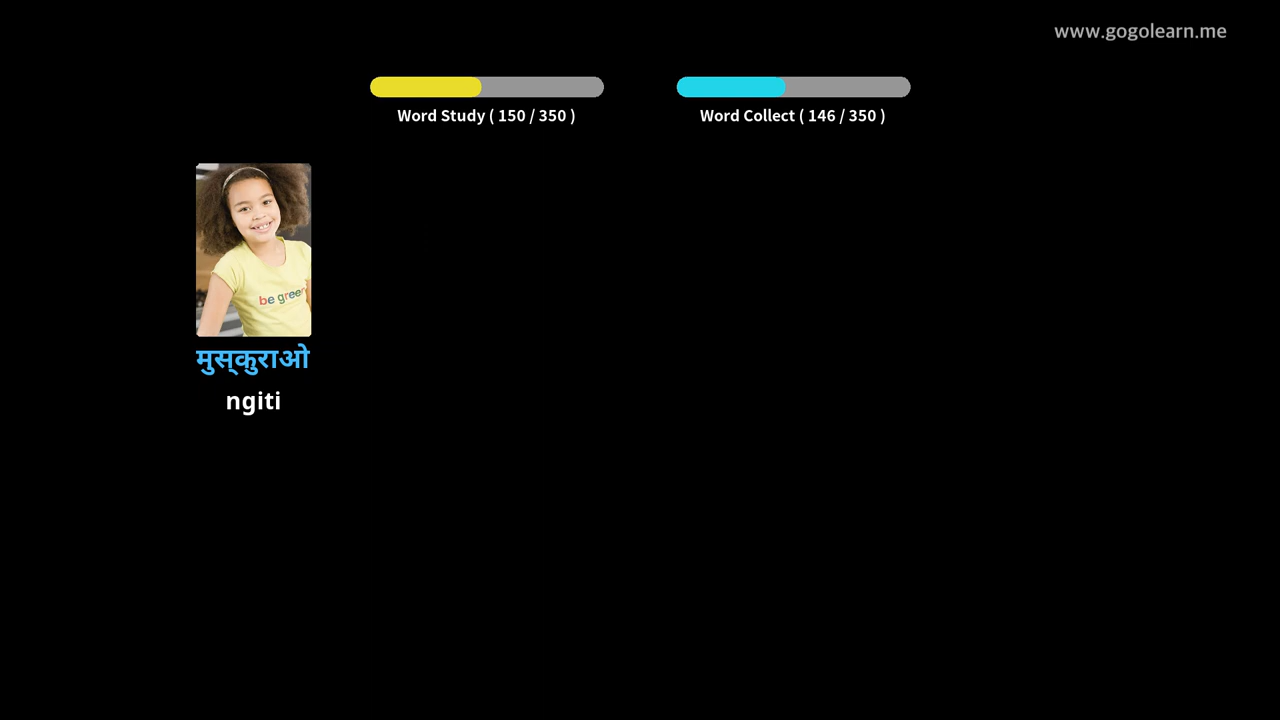 www.gogolearn.me
Word Study ( 150 / 350 )
Word Collect ( 146 / 350 )
be green
मुस्कुराओ
ngiti